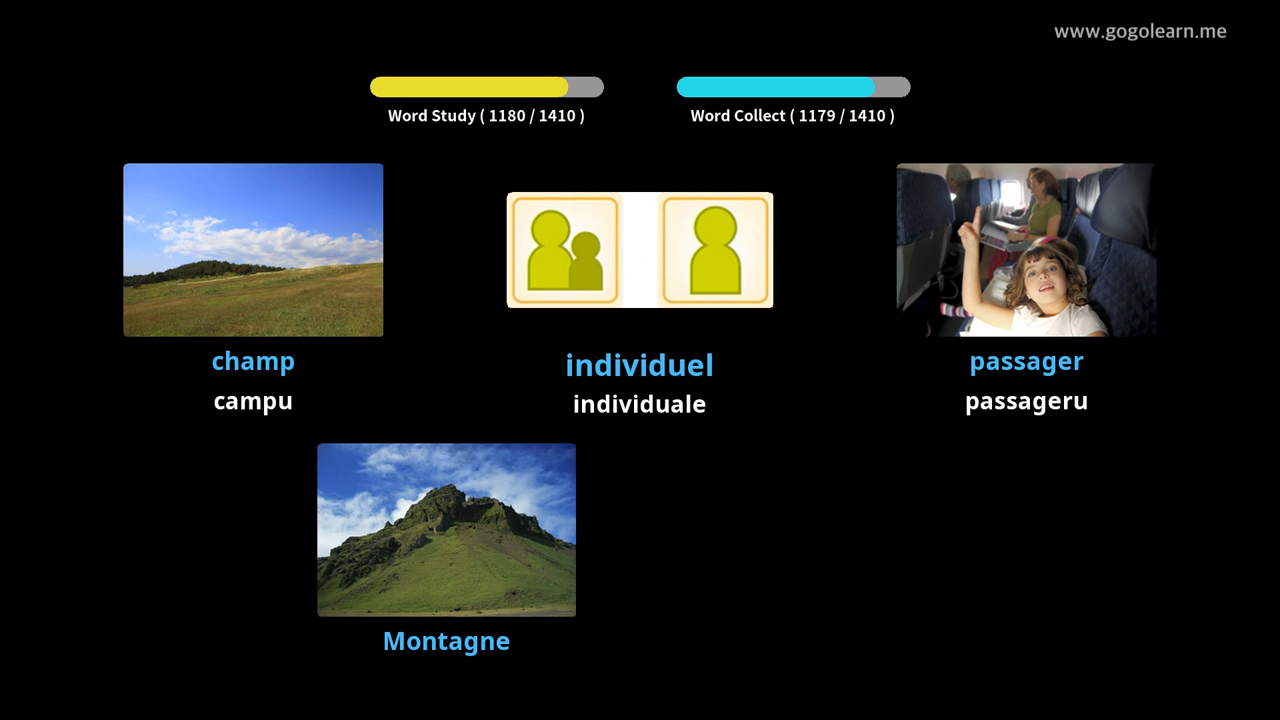 www.gogolearn.me
Word Study ( 1180 / 1410 )
Word Collect ( 1179 / 1410 )
champ
campu
individuel
individuale
passager
passageru
Montagne